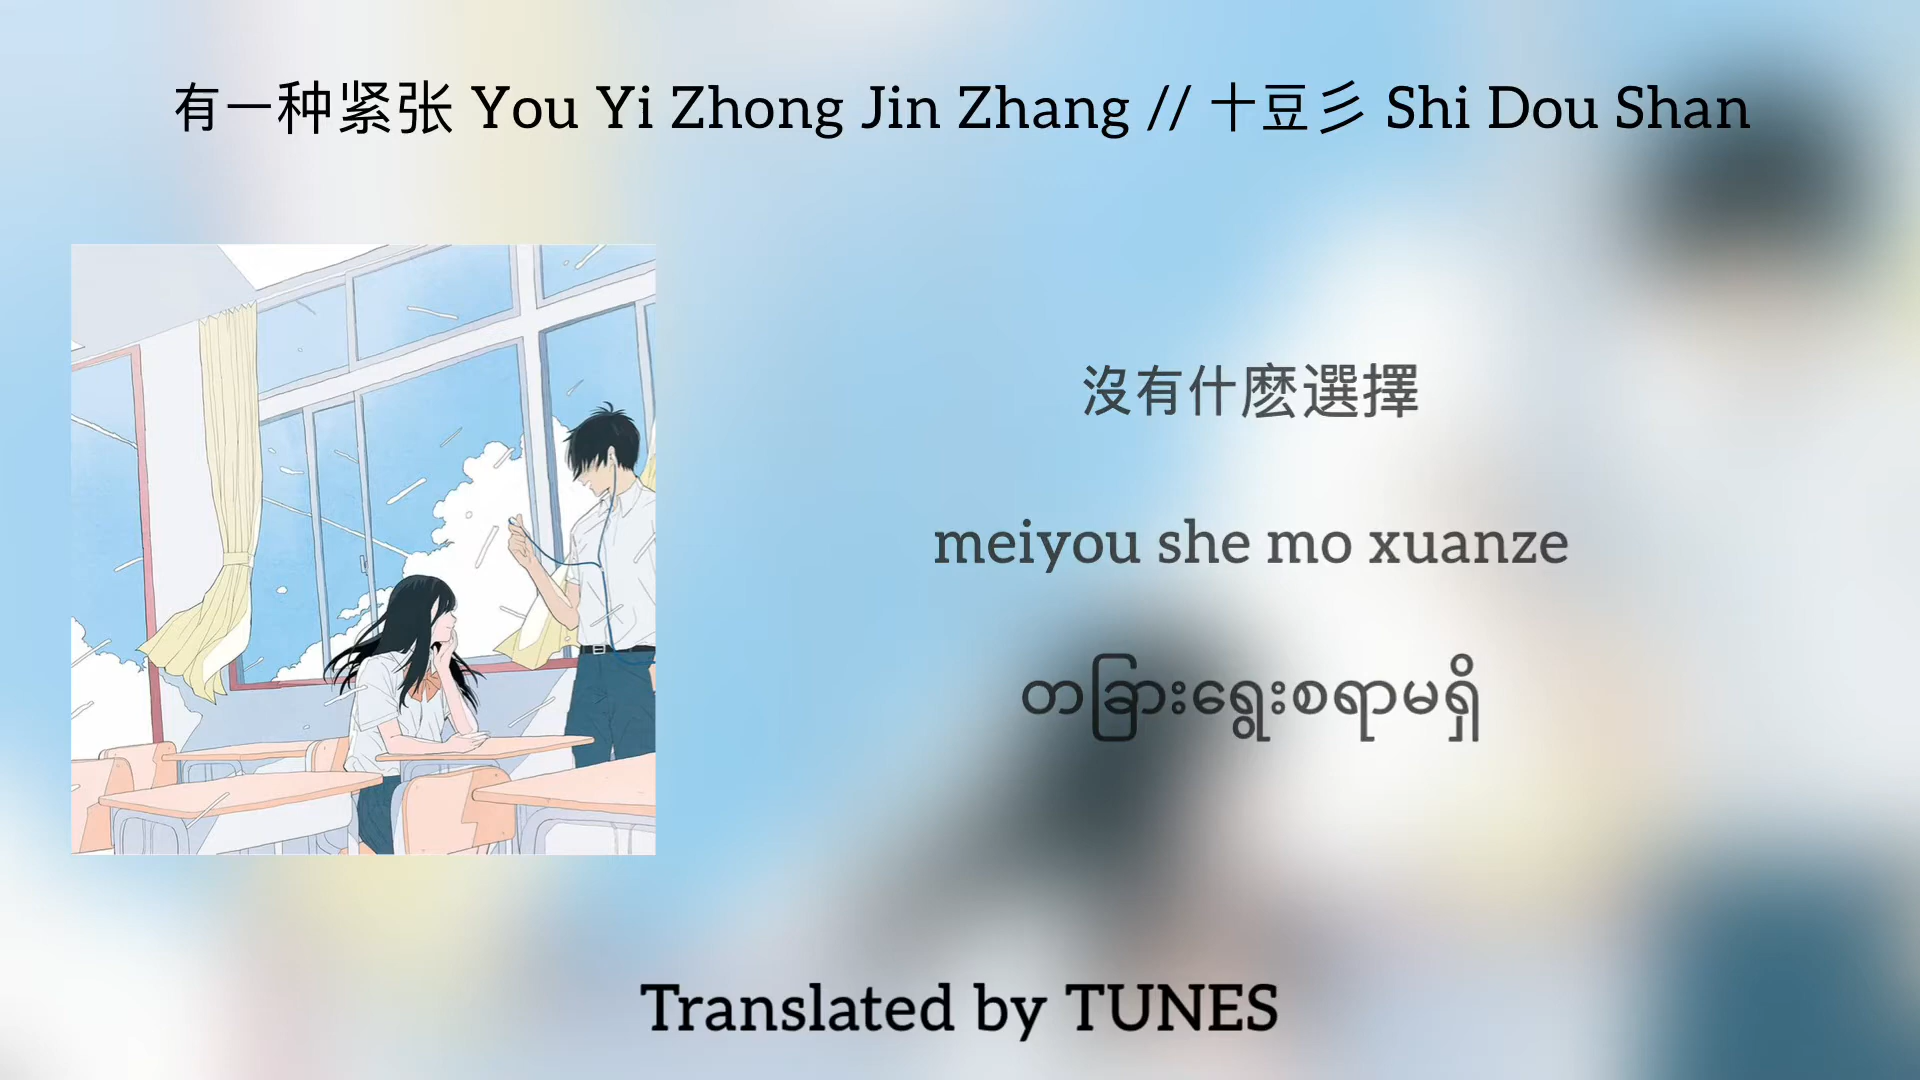 有一种紧张 You Yi Zhong Jin Zhang // 十豆彡 Shi Dou Shan
沒有什麽選擇
meiyou she mo xuanze
တခြားရွေးစရာမရှိ
Translated by TUNES